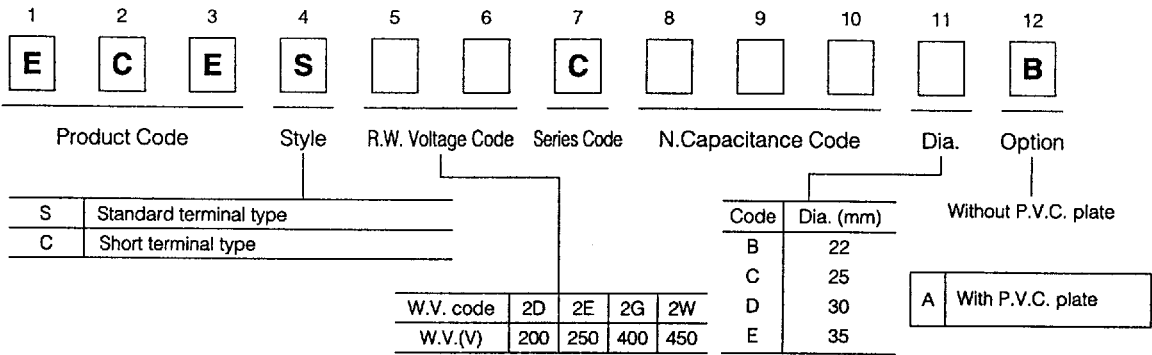 1 2 3 4 5 6 7 8 9 10 11 12
E C E S C B
Product Code Style R.W. Voltage Code Series Code N.Capacitance Code Dia. Option
S Standard terminal type
C Short terminal type
W.V. code 2D 2E 2G 2W
W.V.(V) 200 250 400 450
Code Dia. (mm)
B 22
C 25
D 30
E 35
Without P.V.C. plate
A With P.V.C. plate